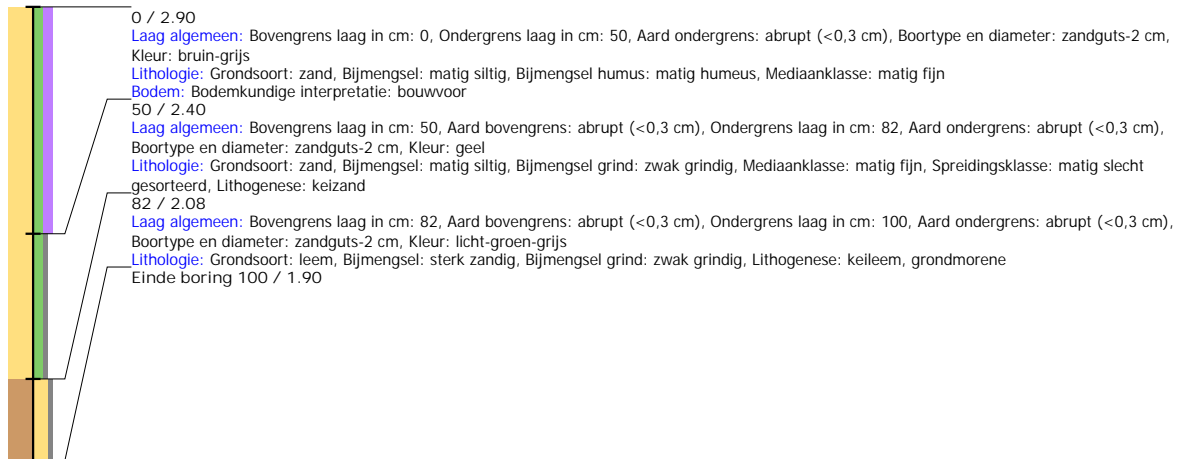 0 / 2.90
Laag algemeen: Bovengrens laag in cm: 0, Ondergrens laag in cm: 50, Aard ondergrens: abrupt (<0,3 cm), Boortype en diameter: zandguts-2 cm,
Kleur: bruin-grijs
Lithologie: Grondsoort: zand, Bijmengsel: matig siltig, Bijmengsel humus: matig humeus, Mediaanklasse: matig fijn
Bodem: Bodemkundige interpretatie: bouwvoor
50 / 2.40
Laag algemeen: Bovengrens laag in cm: 50, Aard bovengrens: abrupt (<0,3 cm), Ondergrens laag in cm: 82, Aard ondergrens: abrupt (<0,3 cm),
Boortype en diameter: zandguts-2 cm, Kleur: geel
Lithologie: Grondsoort: zand, Bijmengsel: matig siltig, Bijmengsel grind: zwak grindig, Mediaanklasse: matig fijn, Spreidingsklasse: matig slecht
gesorteerd, Lithogenese: keizand
82 / 2.08
Laag algemeen: Bovengrens laag in cm: 82, Aard bovengrens: abrupt (<0,3 cm), Ondergrens laag in cm: 100, Aard ondergrens: abrupt (<0,3 cm),
Boortype en diameter: zandguts-2 cm, Kleur: licht-groen-grijs
Lithologie: Grondsoort: leem, Bijmengsel: sterk zandig, Bijmengsel grind: zwak grindig, Lithogenese: keileem, grondmorene
Einde boring 100 / 1.90